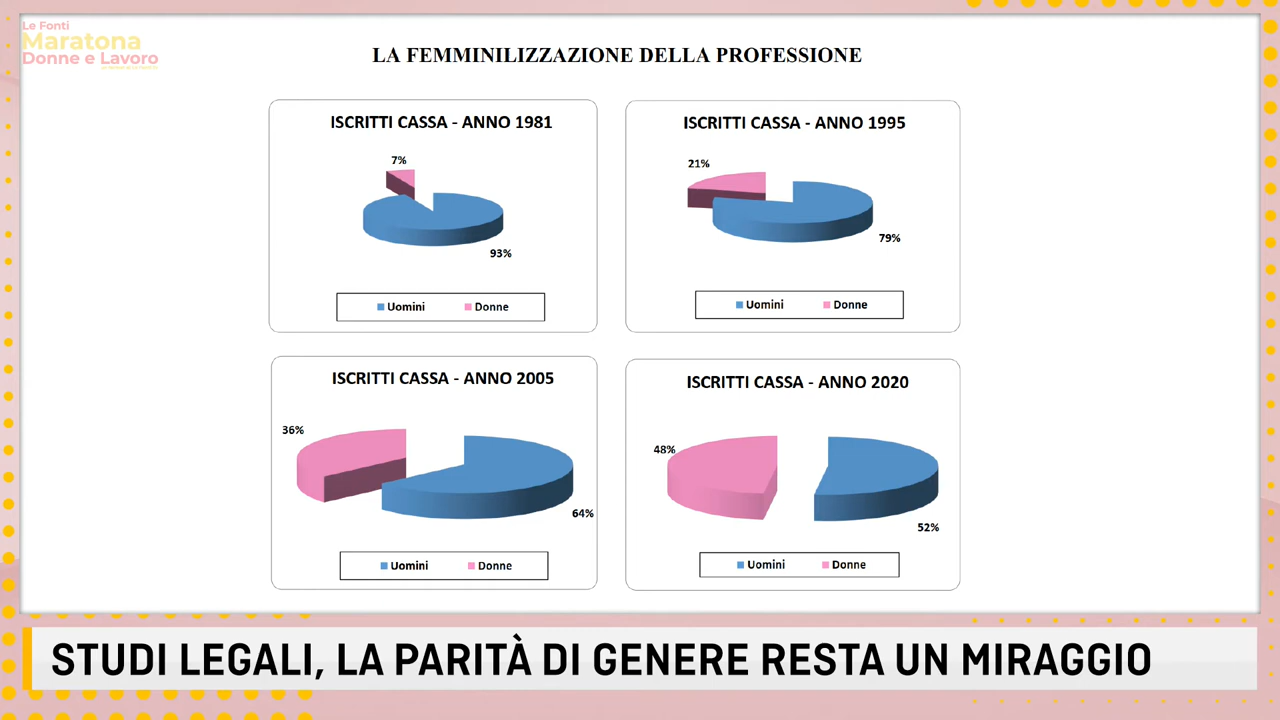 Le Fonti
Maratona
Donne e Lavoro
LA FEMMINILIZZAZIONE DELLA PROFESSIONE
ISCRITTI CASSA - ANNO 1981
7%
93%
Uomini Donne
ISCRITTI CASSA - ANNO 1995
21%
79%
Uomini Donne
ISCRITTI CASSA - ANNO 2005
36%
64%
Uomini Donne
ISCRITTI CASSA - ANNO 2020
48%
52%
Uomini Donne
STUDI LEGALI, LA PARITÀ DI GENERE RESTA UN MIRAGGIO